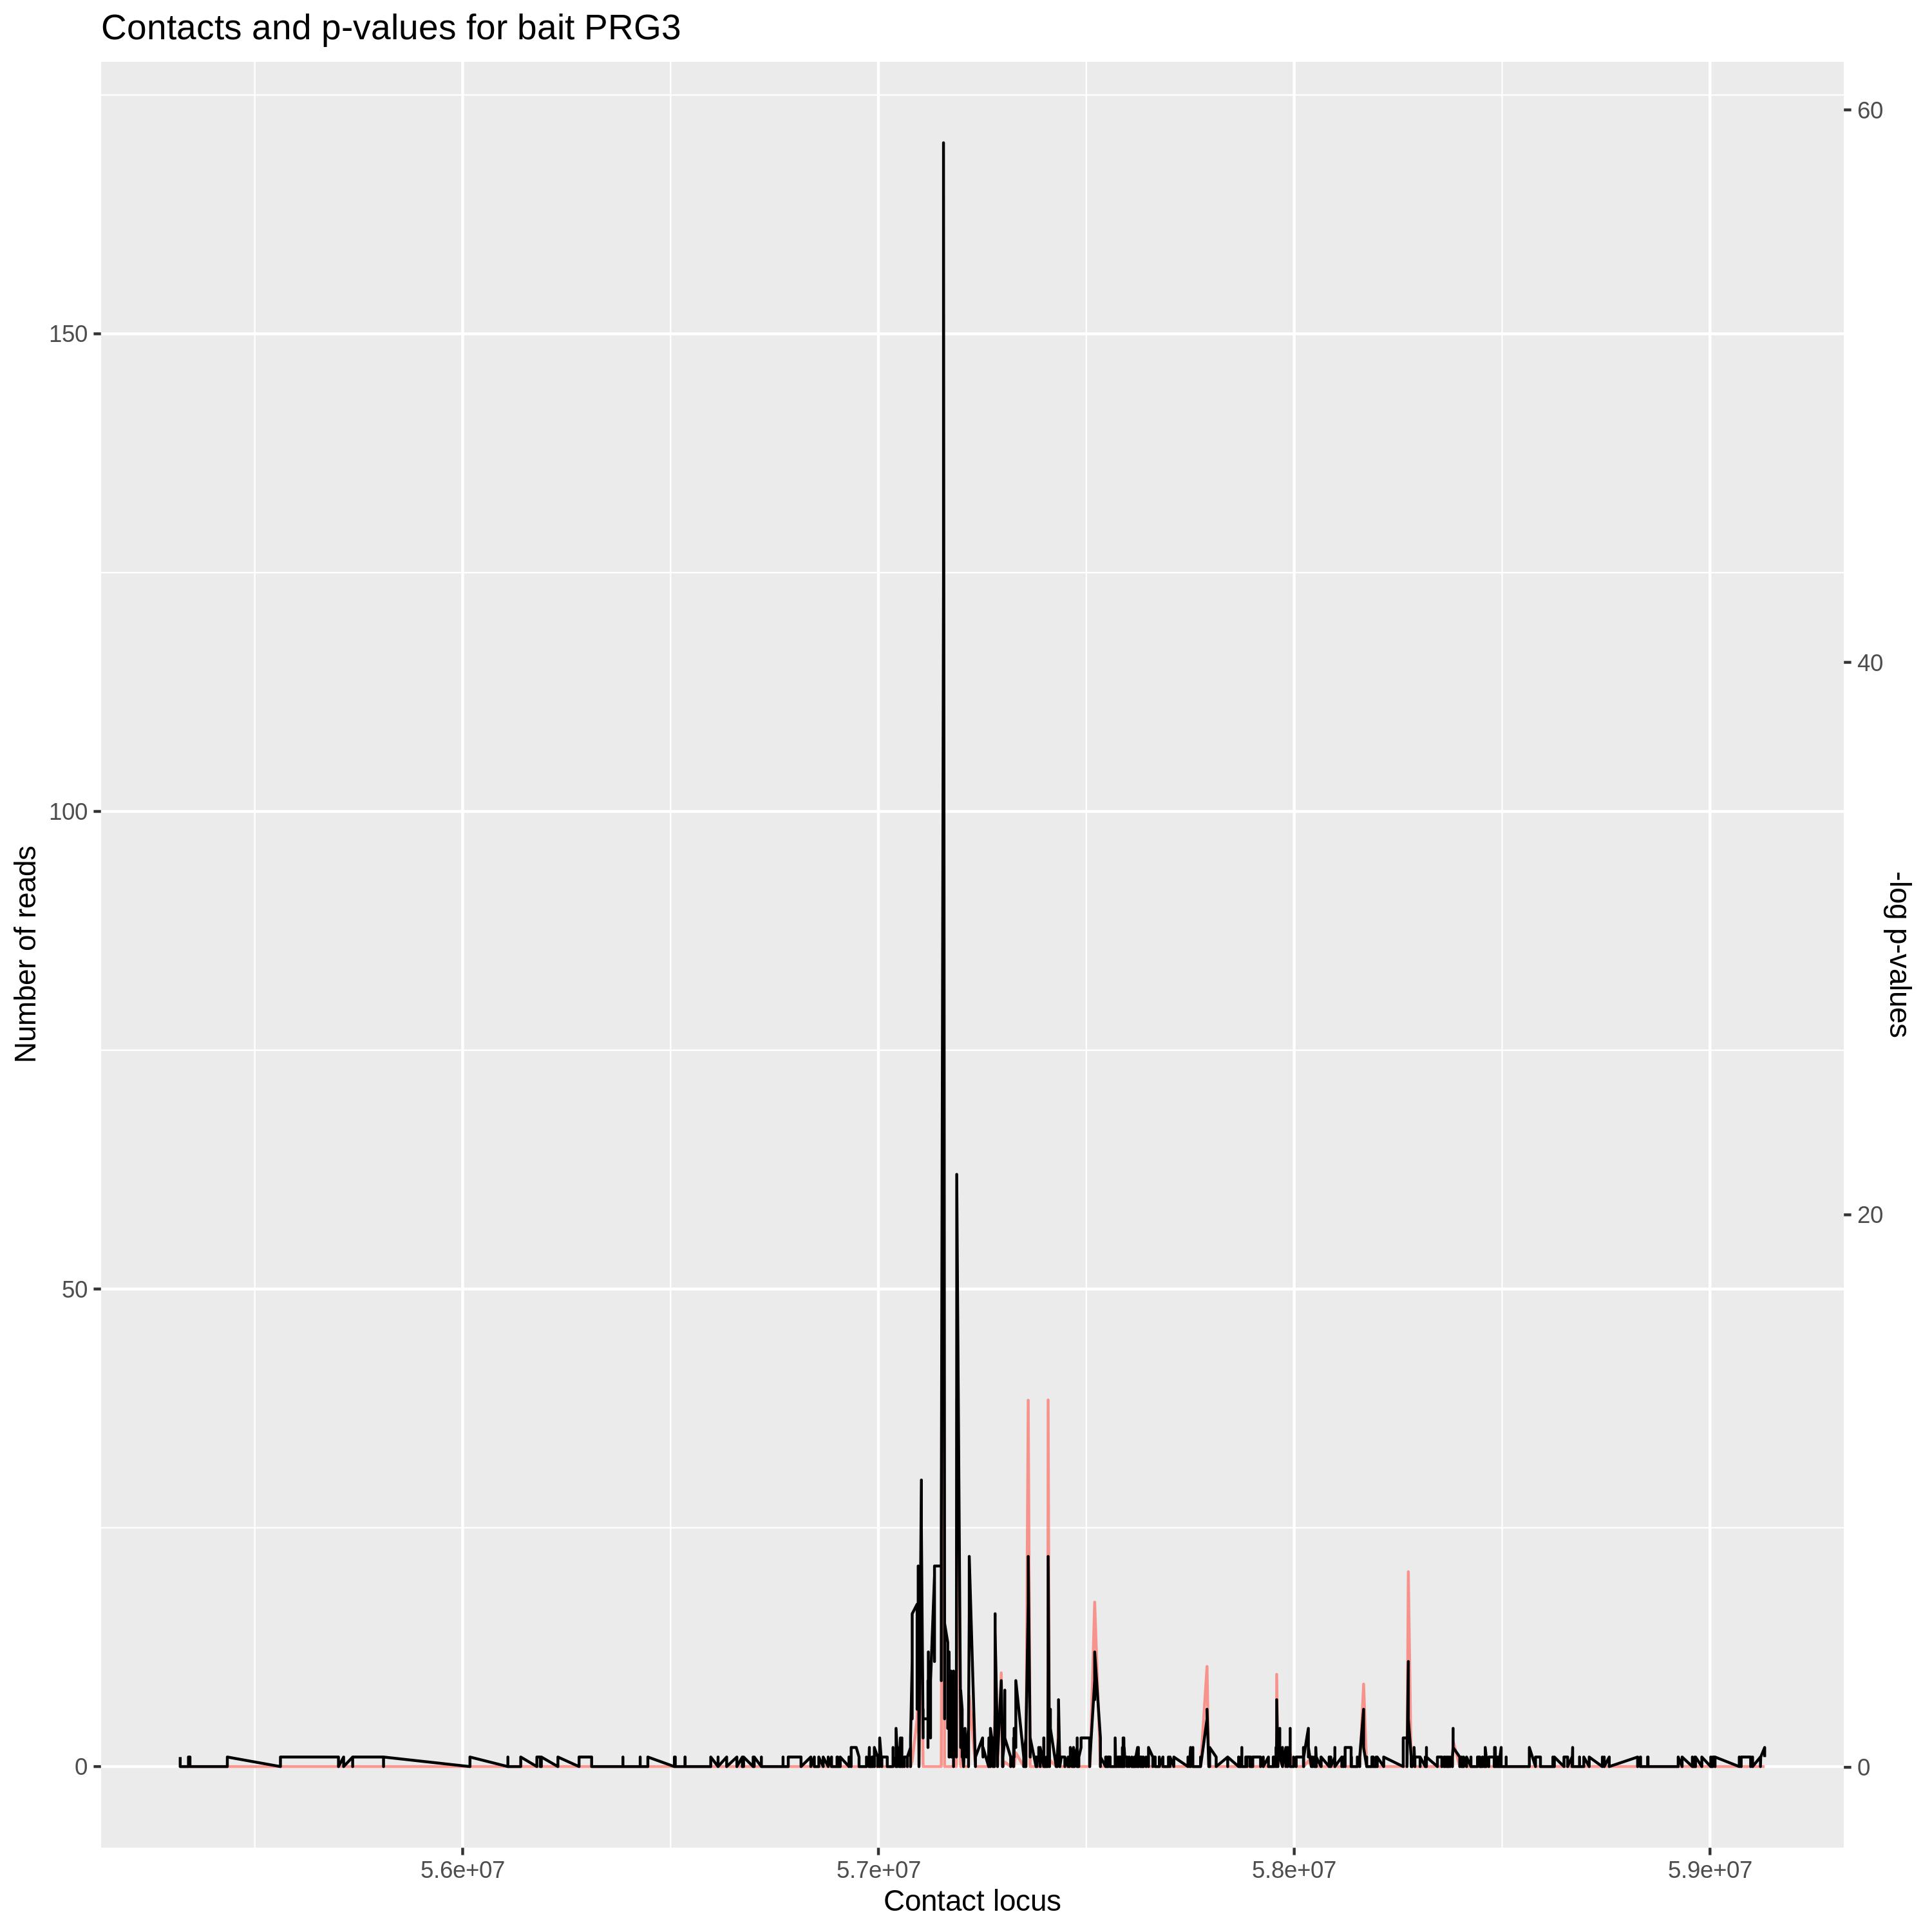 Contacts and p-values for bait PRG3
Number of reads
150
100
50
0
60
40
20
0
-log p-values
5.6e+07
5.7e+07
5.8e+07
5.9e+07
Contact locus